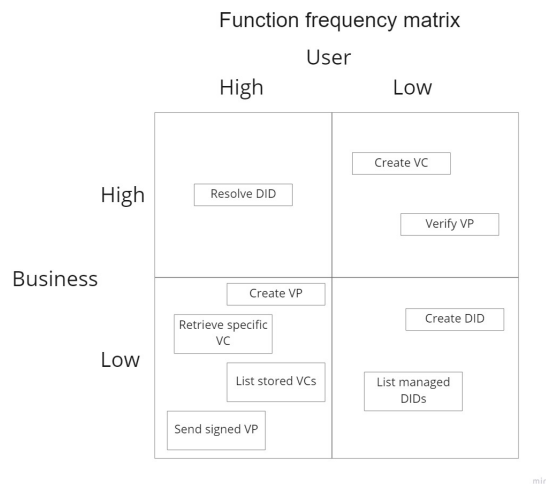 Function frequency matrix
User
High
Low
High
Resolve DID
Create VC
Verify VP
Business
Low
Create VP
Retrieve specific
VC
List stored VCs
Send signed VP
Create DID
List managed
DIDs
mir